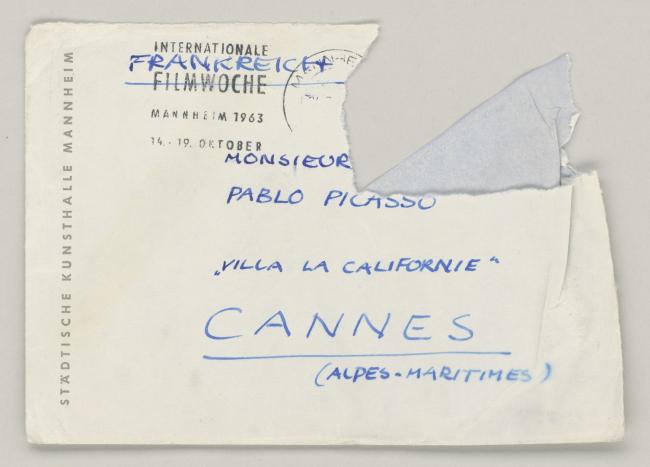 STÄDTISCHE KUNSTHALLE MANNHEIM
FRANKREICH
INTERNATIONALE
FILMWOCHE
MANNHEIM 1963
14.-19. OKTOBER
MONSIEUR
PABLO PICASSO
„VILLA LA CALIFORNIE“
CANNES
(ALPES-MARITIMES)